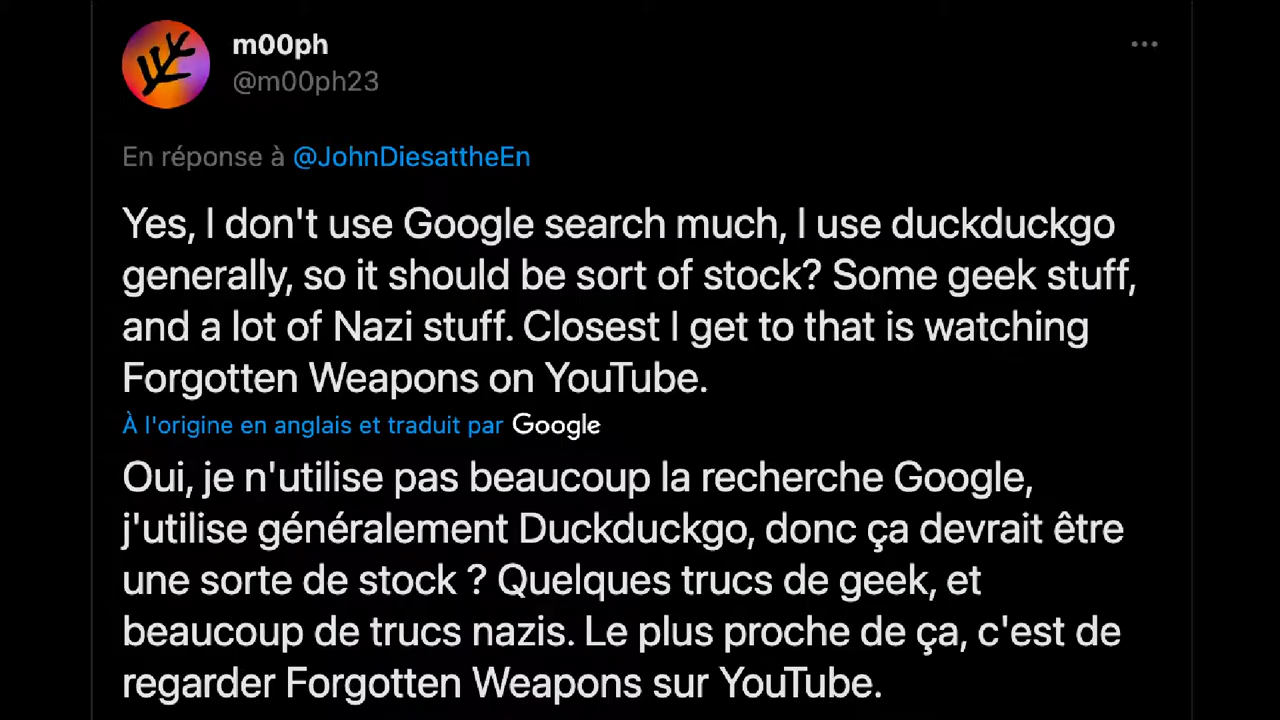 m00ph
@m00ph23
En réponse à @JohnDiesattheEn
Yes, I don't use Google search much, I use duckduckgo
generally, so it should be sort of stock? Some geek stuff,
and a lot of Nazi stuff. Closest I get to that is watching
Forgotten Weapons on YouTube.
À l'origine en anglais et traduit par Google
Oui, je n'utilise pas beaucoup la recherche Google,
j'utilise généralement Duckduckgo, donc ça devrait être
une sorte de stock ? Quelques trucs de geek, et
beaucoup de trucs nazis. Le plus proche de ça, c'est de
regarder Forgotten Weapons sur YouTube.